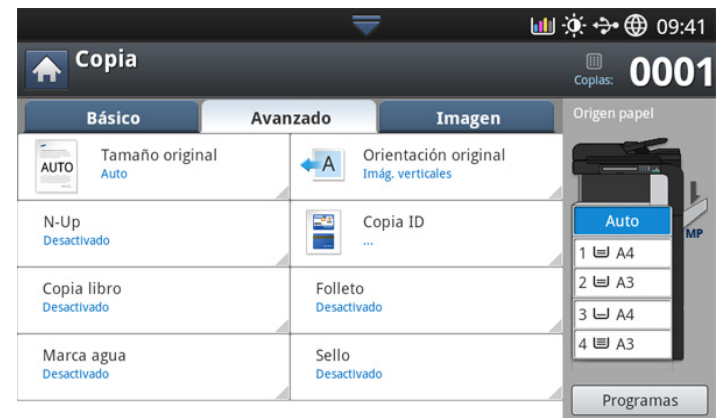 09:41
Copia
Copias: 0001
Básico Avanzado Imagen
Origen papel
AUTO
Tamaño original
Auto
A
Orientación original
Imág. verticales
N-Up
Desactivado
Copia ID
...
Copia libro
Desactivado
Folleto
Desactivado
Marca agua
Desactivado
Sello
Desactivado
Auto
MP
1 A4
2 A3
3 A4
4 A3
Programas